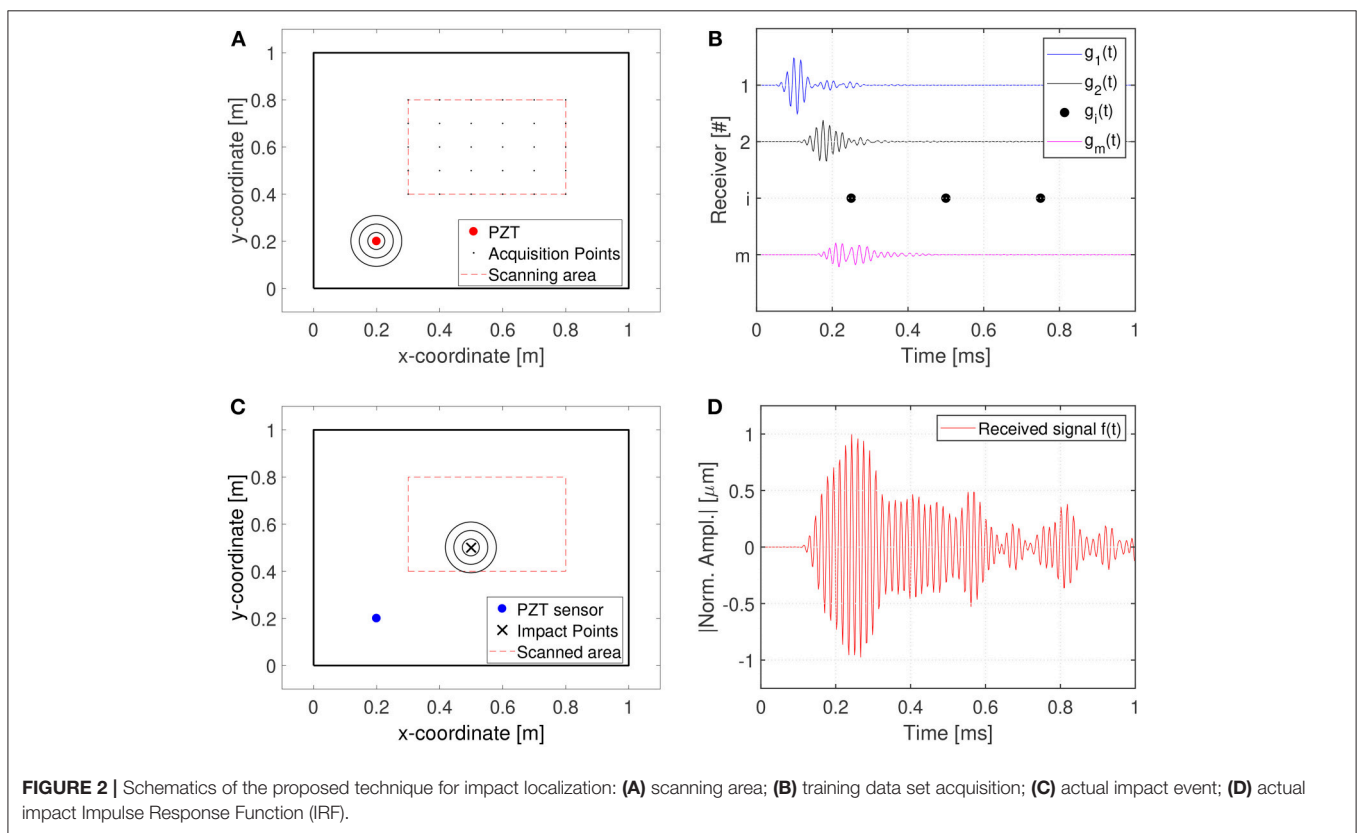 A
1
0.8
0.6
0.4
0.2
0
y-coordinate [m]
PZT
Acquisition Points
Scanning area
0 0.2 0.4 0.6 0.8 1
x-coordinate [m]
B
g_1(t)
g_2(t)
g_i(t)
g_m(t)
1
2
i
m
Receiver [#]
0 0.2 0.4 0.6 0.8 1
Time [ms]
C
1
0.8
0.6
0.4
0.2
0
y-coordinate [m]
PZT sensor
Impact Points
Scanned area
0 0.2 0.4 0.6 0.8 1
x-coordinate [m]
D
Received signal f(t)
1
0.5
0
-0.5
-1
|Norm. Ampl.| [μm]
0 0.2 0.4 0.6 0.8 1
Time [ms]
FIGURE 2 | Schematics of the proposed technique for impact localization: (A) scanning area; (B) training data set acquisition; (C) actual impact event; (D) actual
impact Impulse Response Function (IRF).